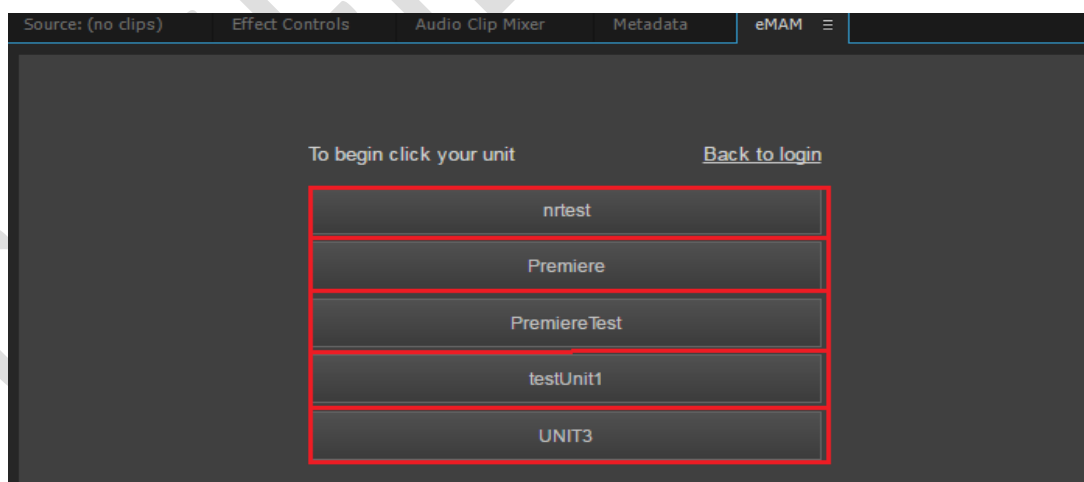 Source: (no clips) Effect Controls Audio Clip Mixer Metadata eMAM
To begin click your unit Back to login
nrtest
Premiere
PremiereTest
testUnit1
UNIT3